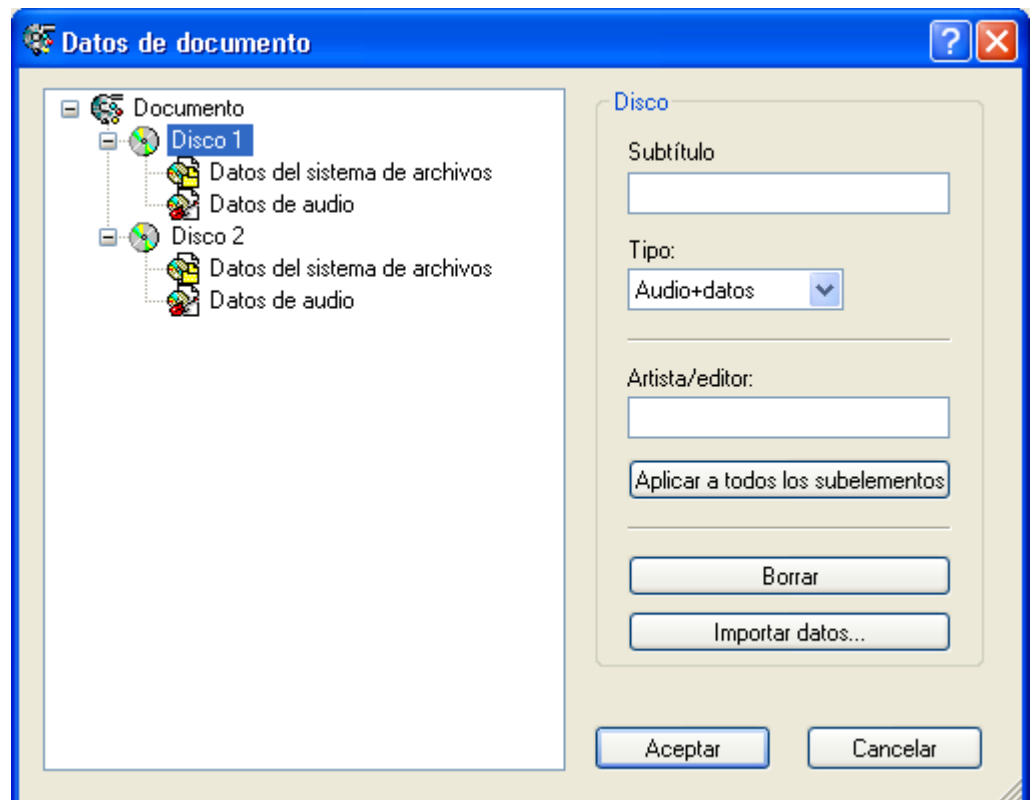 Datos de documento
Documento
Disco 1
Datos del sistema de archivos
Datos de audio
Disco 2
Datos del sistema de archivos
Datos de audio
Disco
Subtítulo
Tipo:
Audio+datos
Artista/editor:
Aplicar a todos los subelementos
Borrar
Importar datos...
Aceptar
Cancelar